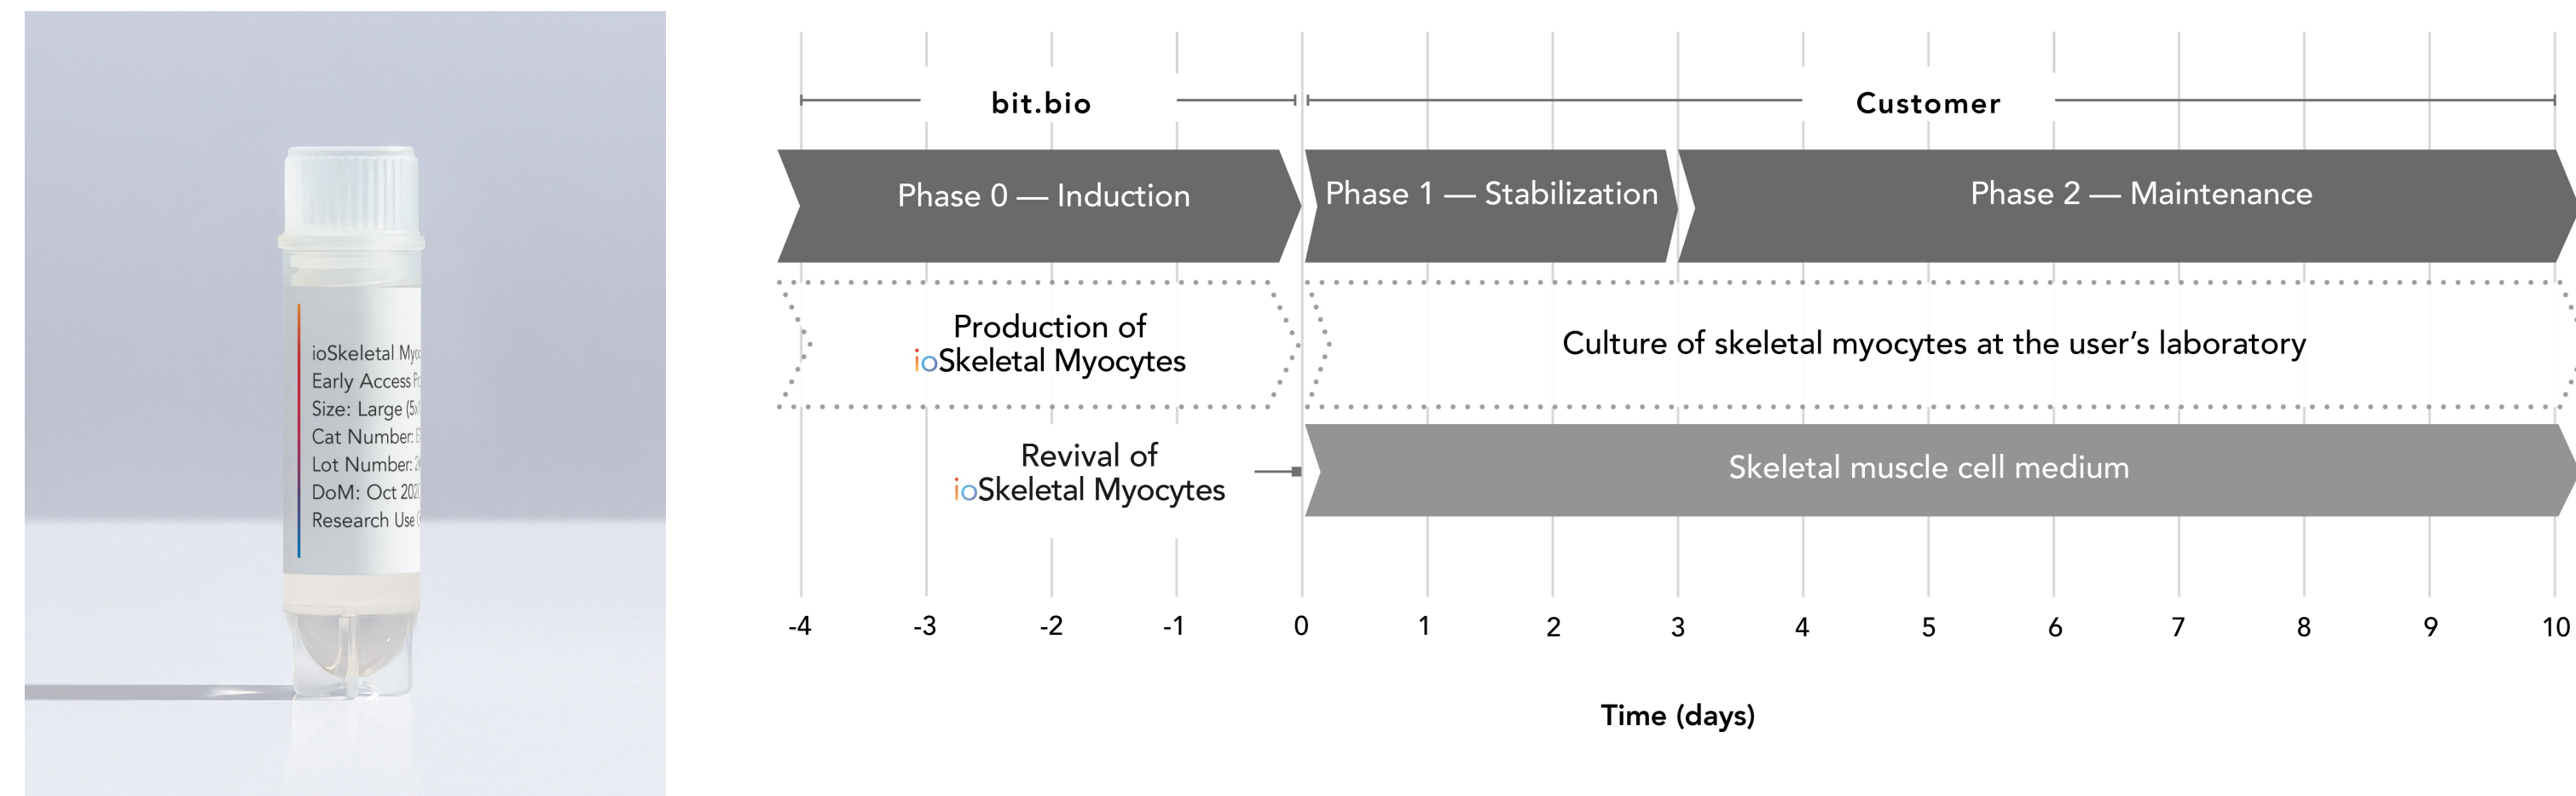 ioSkeletal
Early Access
Size: Large
Cat Number:
Lot Number:
DoM: Oct
Research Use
bit.bio
Customer
Phase 0 — Induction
Phase 1 — Stabilization
Phase 2 — Maintenance
Production of
ioSkeletal Myocytes
Culture of skeletal myocytes at the user’s laboratory
Revival of
ioSkeletal Myocytes
Skeletal muscle cell medium
-4 -3 -2 -1 0 1 2 3 4 5 6 7 8 9 10
Time (days)